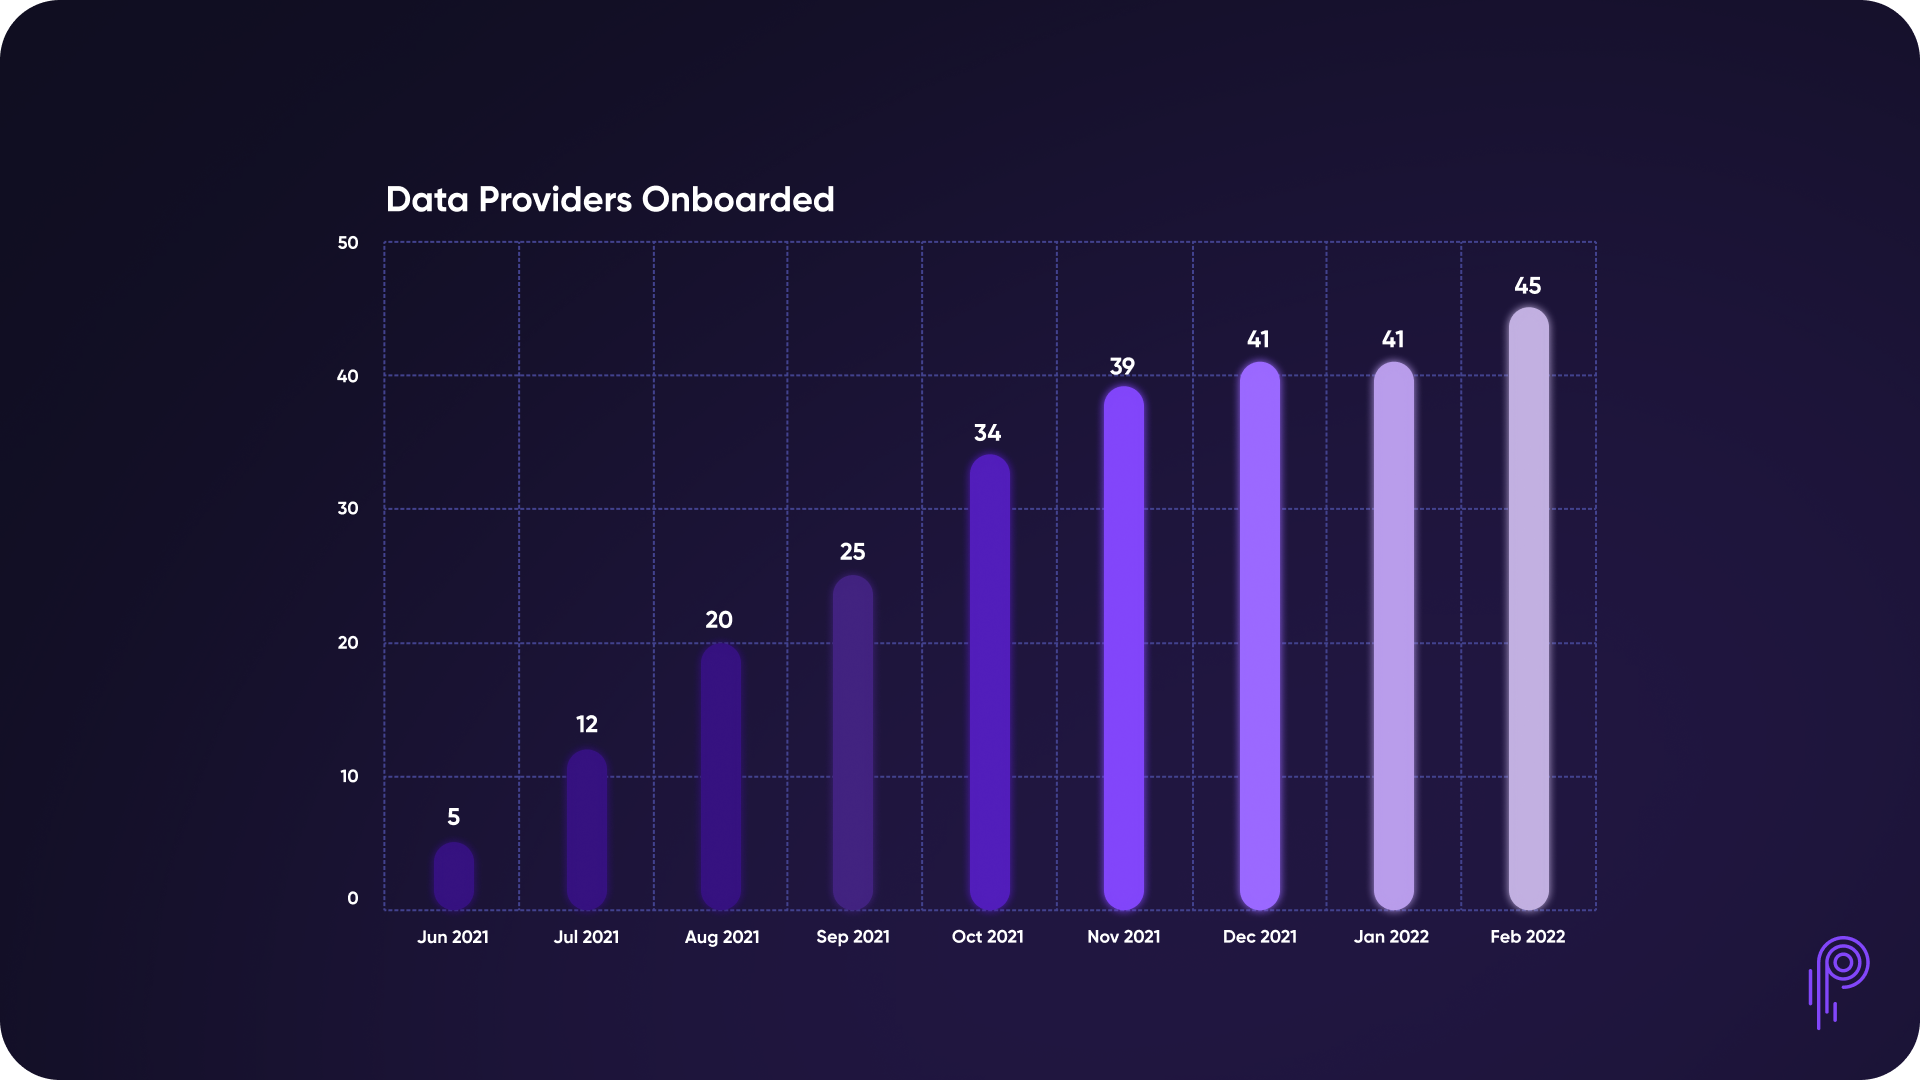 Data Providers Onboarded
50
40
30
20
10
0
5
12
20
25
34
39
41
41
45
Jun 2021
Jul 2021
Aug 2021
Sep 2021
Oct 2021
Nov 2021
Dec 2021
Jan 2022
Feb 2022